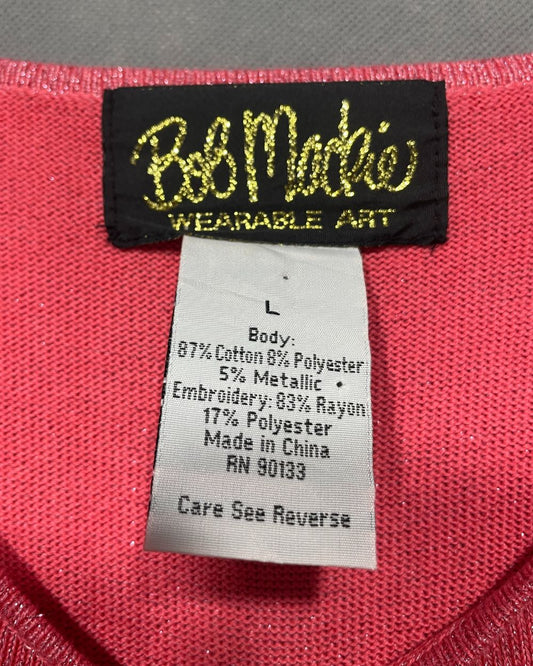 Bob Mackie
WEARABLE ART
L
Body:
87% Cotton 8% Polyester
5% Metallic
Embroidery: 83% Rayon
17% Polyester
Made in China
RN 90133
Care See Reverse